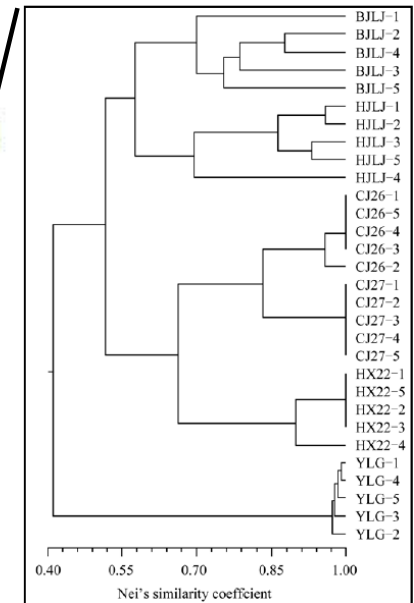 BJLJ-1
BJLJ-2
BJLJ-4
BJLJ-3
BJLJ-5
HJLJ-1
HJLJ-2
HJLJ-3
HJLJ-5
HJLJ-4
CJ26-1
CJ26-5
CJ26-4
CJ26-3
CJ26-2
CJ27-1
CJ27-2
CJ27-3
CJ27-4
CJ27-5
HX22-1
HX22-5
HX22-2
HX22-3
HX22-4
YLG-1
YLG-4
YLG-5
YLG-3
YLG-2
0.40 0.55 0.70 0.85 1.00
Nei's similarity coeffcient